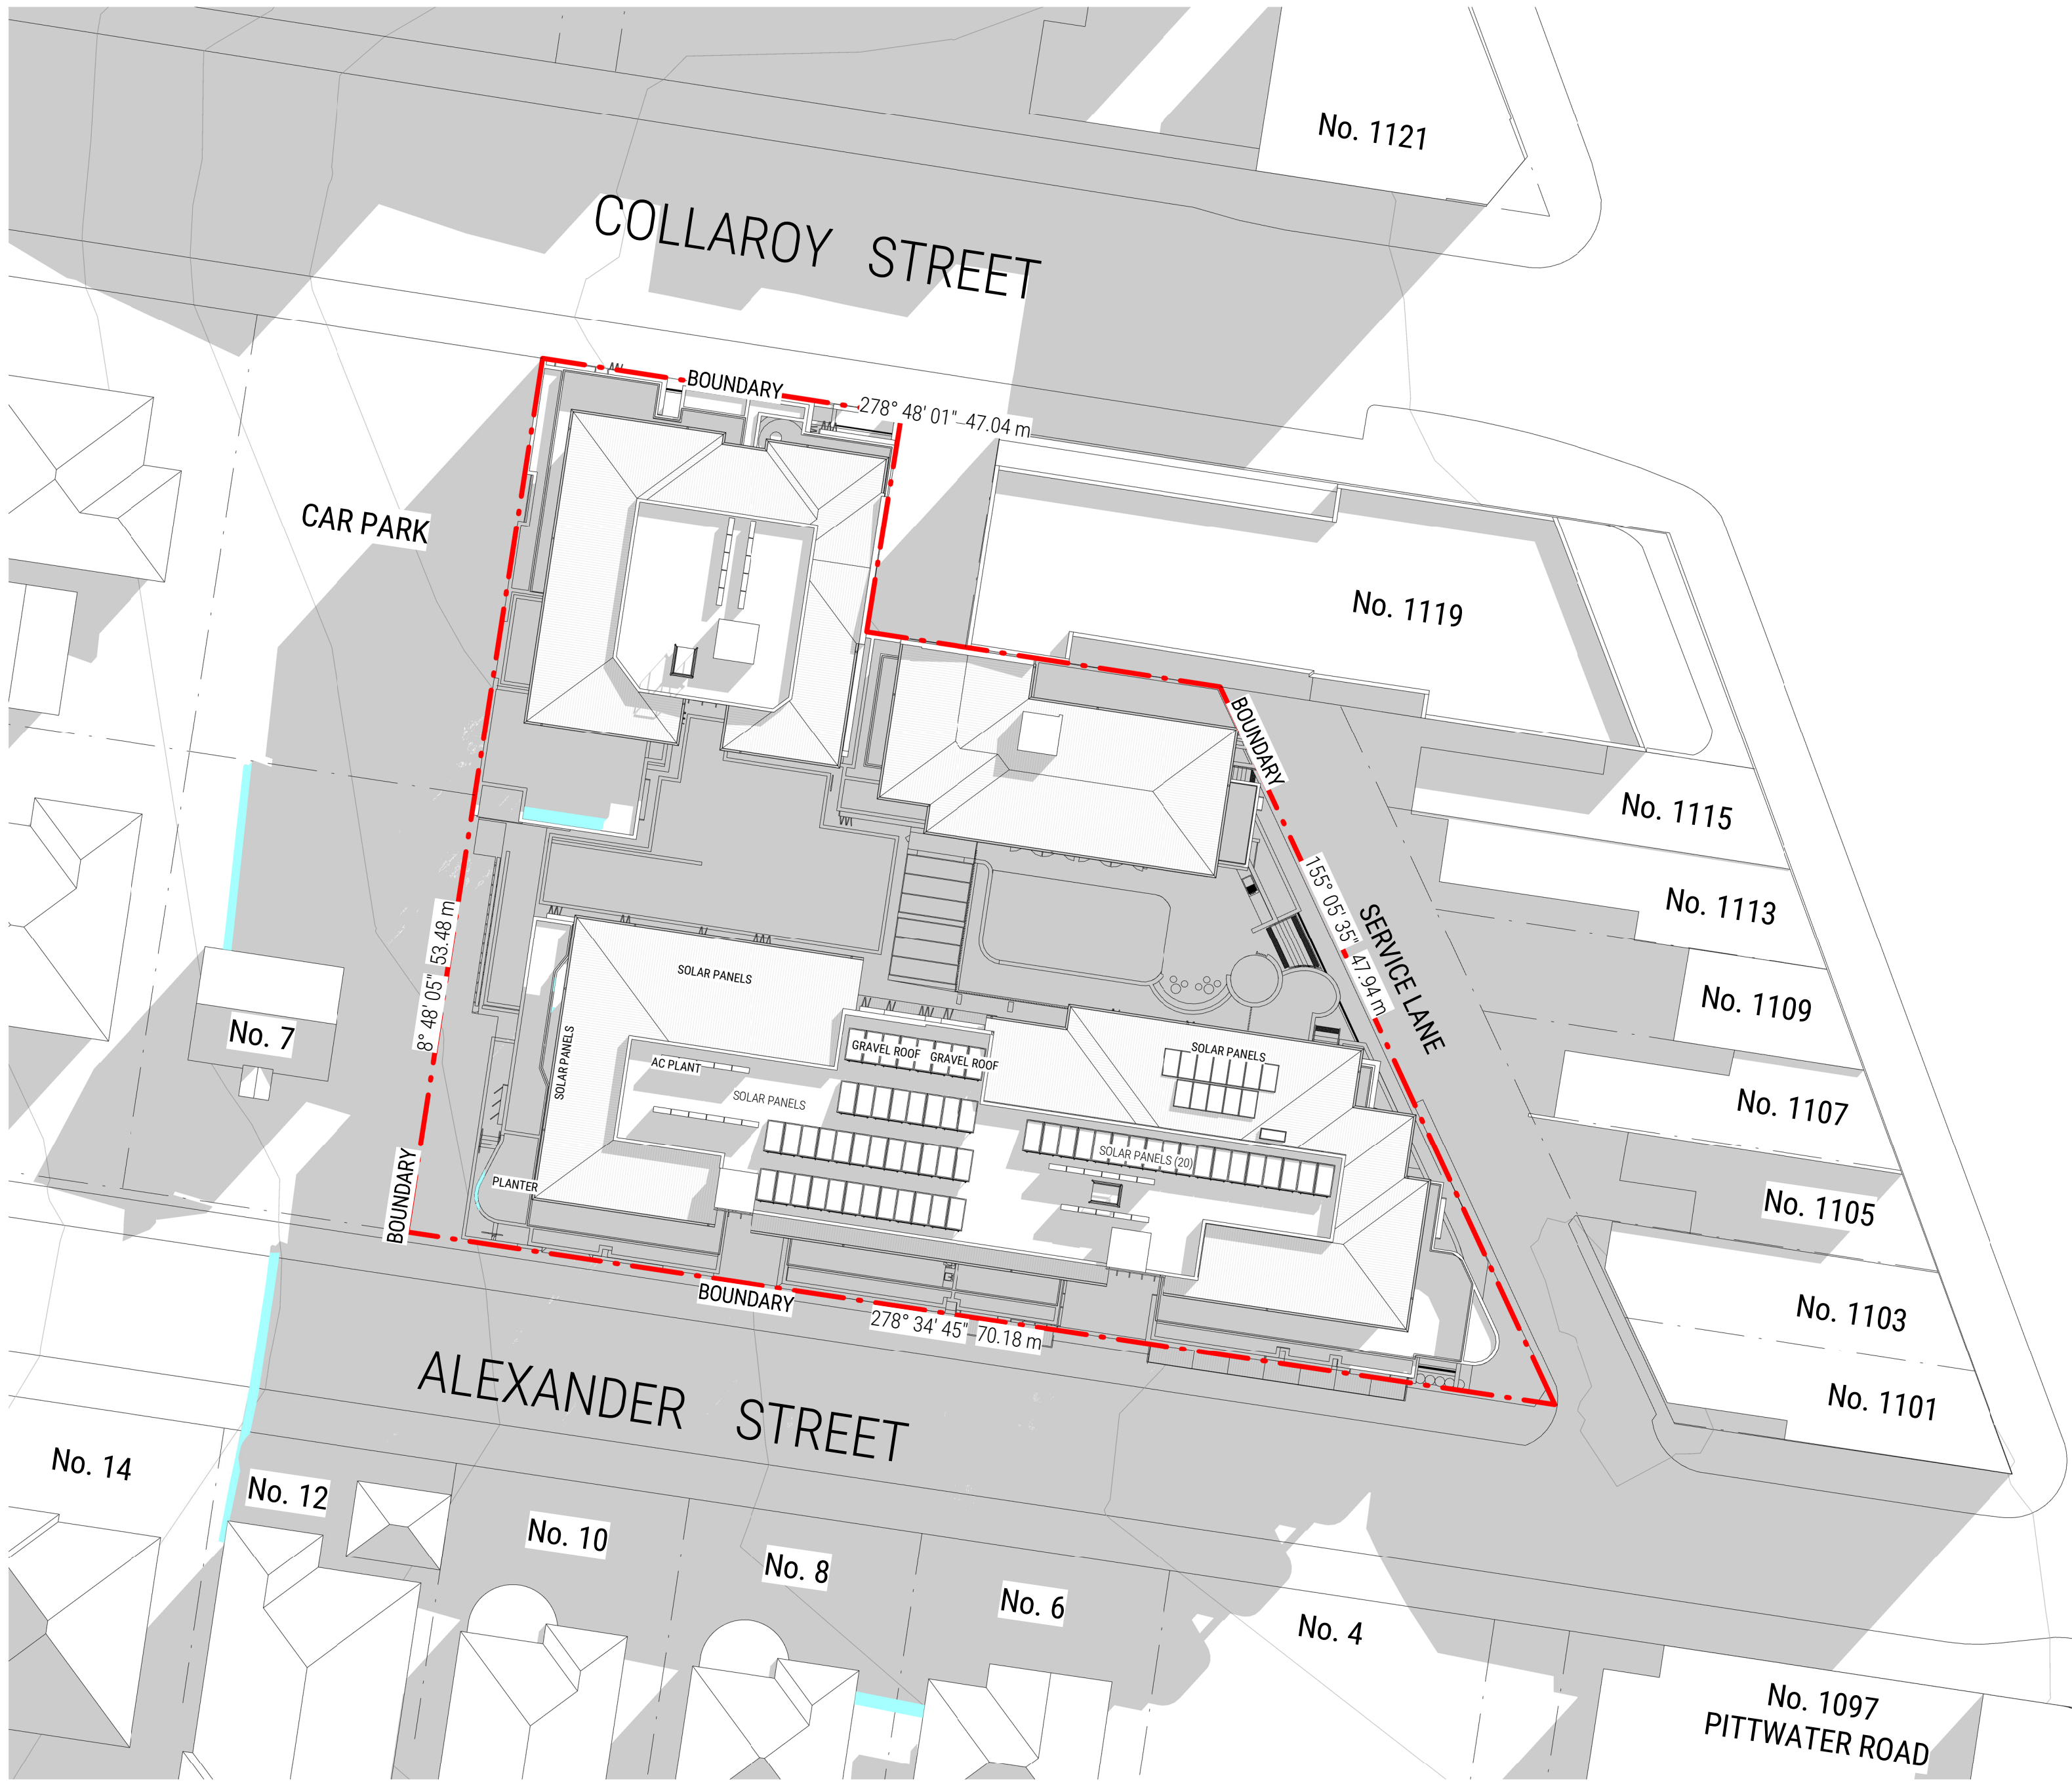 No. 1121
COLLAROY STREET
BOUNDARY
278° 48' 01" 47.04 m
CAR PARK
No. 1119
BOUNDARY
No. 1115
155° 05' 35" 47.94 m
SERVICE LANE
No. 1113
8° 48' 05" 53.48 m
SOLAR PANELS
No. 1109
No. 7
SOLAR PANELS
AC PLANT
GRAVEL ROOF
GRAVEL ROOF
SOLAR PANELS
SOLAR PANELS
No. 1107
SOLAR PANELS (20)
BOUNDARY
PLANTER
No. 1105
BOUNDARY
278° 34' 45" 70.18 m
No. 1103
ALEXANDER STREET
No. 1101
No. 14
No. 12
No. 10
No. 8
No. 6
No. 4
No. 1097
PITTWATER ROAD